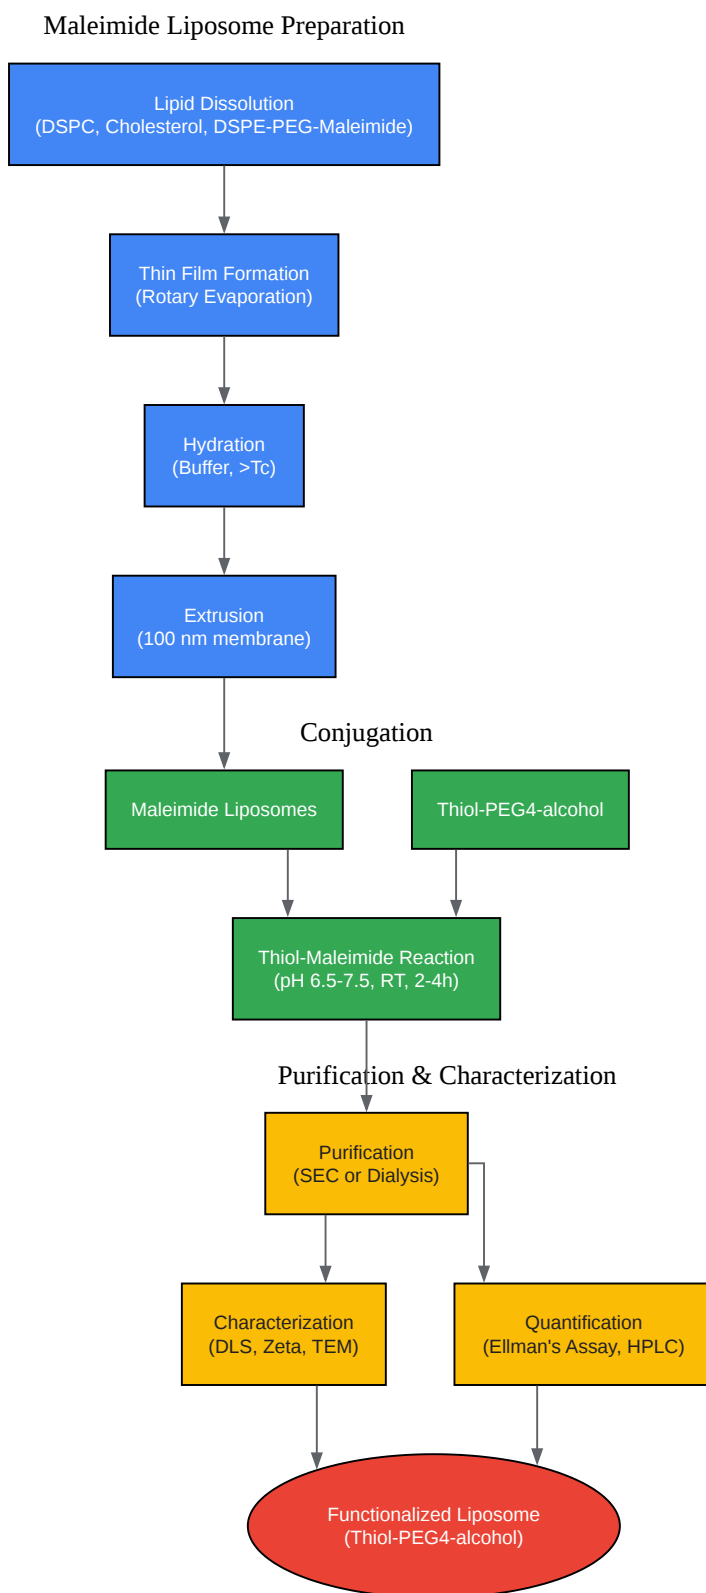 Maleimide Liposome Preparation
Lipid Dissolution
(DSPC, Cholesterol, DSPE-PEG-Maleimide)
Thin Film Formation
(Rotary Evaporation)
Hydration
(Buffer, >Tc)
Extrusion
(100 nm membrane)
Conjugation
Maleimide Liposomes
Thiol-PEG4-alcohol
Thiol-Maleimide Reaction
(pH 6.5-7.5, RT, 2-4h)
Purification & Characterization
Purification
(SEC or Dialysis)
Characterization
(DLS, Zeta, TEM)
Quantification
(Ellman's Assay, HPLC)
Functionalized Liposome
(Thiol-PEG4-alcohol)